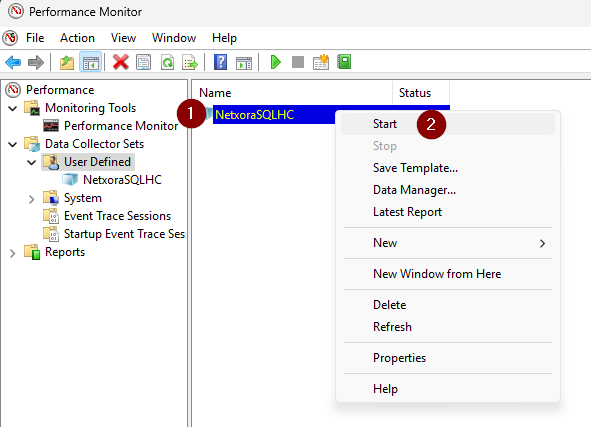 Performance Monitor
File Action View Window Help
Performance
Monitoring Tools
Performance Monitor
Data Collector Sets
User Defined
NetxoraSQLHC
System
Event Trace Sessions
Startup Event Trace Ses
Reports
Name Status
1 NetxoraSQLHC
Start 2
Stop
Save Template...
Data Manager...
Latest Report
New
New Window from Here
Delete
Refresh
Properties
Help